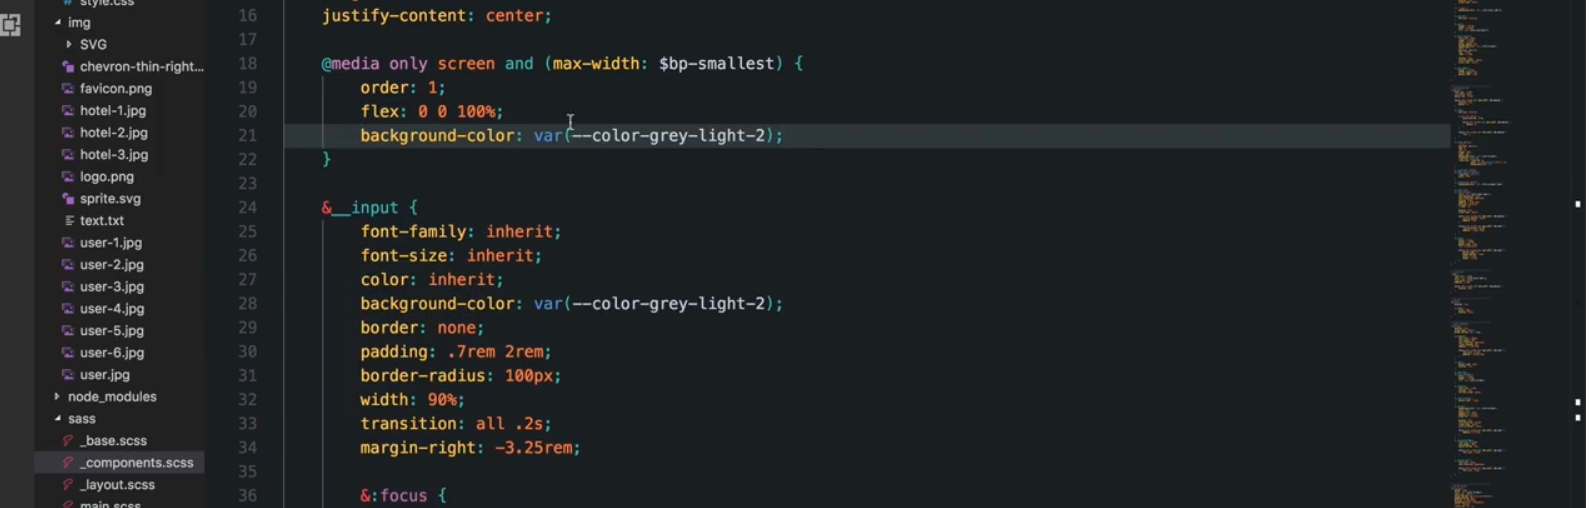 style.css
img
SVG
chevron-thin-right...
favicon.png
hotel-1.jpg
hotel-2.jpg
hotel-3.jpg
logo.png
sprite.svg
text.txt
user-1.jpg
user-2.jpg
user-3.jpg
user-4.jpg
user-5.jpg
user-6.jpg
user.jpg
node_modules
sass
_base.scss
_components.scss
_layout.scss
main.scss
16 justify-content: center;
17
18 @media only screen and (max-width: $bp-smallest) {
19 order: 1;
20 flex: 0 0 100%;
21 background-color: var(--color-grey-light-2);
22 }
23
24 &__input {
25 font-family: inherit;
26 font-size: inherit;
27 color: inherit;
28 background-color: var(--color-grey-light-2);
29 border: none;
30 padding: .7rem 2rem;
31 border-radius: 100px;
32 width: 90%;
33 transition: all .2s;
34 margin-right: -3.25rem;
35
36 &:focus {